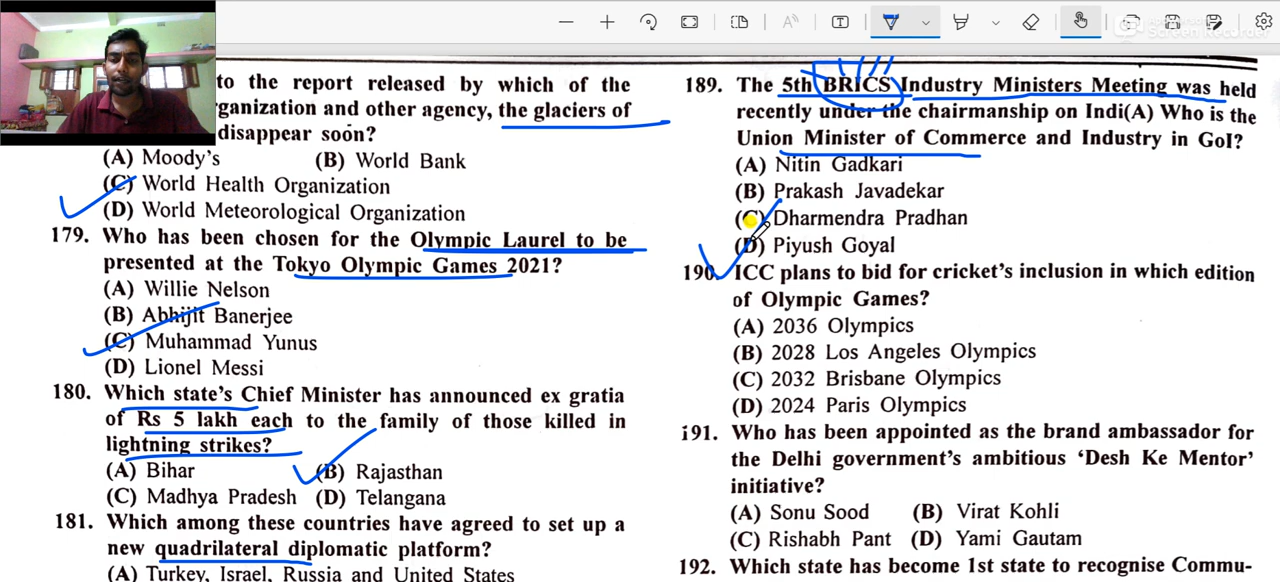 to the report released by which of the
ganization and other agency, the glaciers of
disappear soon?
(A) Moody's (B) World Bank
(C) World Health Organization
(D) World Meteorological Organization
179. Who has been chosen for the Olympic Laurel to be
presented at the Tokyo Olympic Games 2021?
(A) Willie Nelson
(B) Abhijit Banerjee
(C) Muhammad Yunus
(D) Lionel Messi
180. Which state's Chief Minister has announced ex gratia
of Rs 5 lakh each to the family of those killed in
lightning strikes?
(A) Bihar (B) Rajasthan
(C) Madhya Pradesh (D) Telangana
181. Which among these countries have agreed to set up a
new quadrilateral diplomatic platform?
(A) Turkey, Israel, Russia and United States
189. The 5th BRICS Industry Ministers Meeting was held
recently under the chairmanship on Indi(A) Who is the
Union Minister of Commerce and Industry in GoI?
(A) Nitin Gadkari
(B) Prakash Javadekar
(C) Dharmendra Pradhan
(D) Piyush Goyal
190. ICC plans to bid for cricket's inclusion in which edition
of Olympic Games?
(A) 2036 Olympics
(B) 2028 Los Angeles Olympics
(C) 2032 Brisbane Olympics
(D) 2024 Paris Olympics
191. Who has been appointed as the brand ambassador for
the Delhi government's ambitious 'Desh Ke Mentor'
initiative?
(A) Sonu Sood (B) Virat Kohli
(C) Rishabh Pant (D) Yami Gautam
192. Which state has become 1st state to recognise Commu-